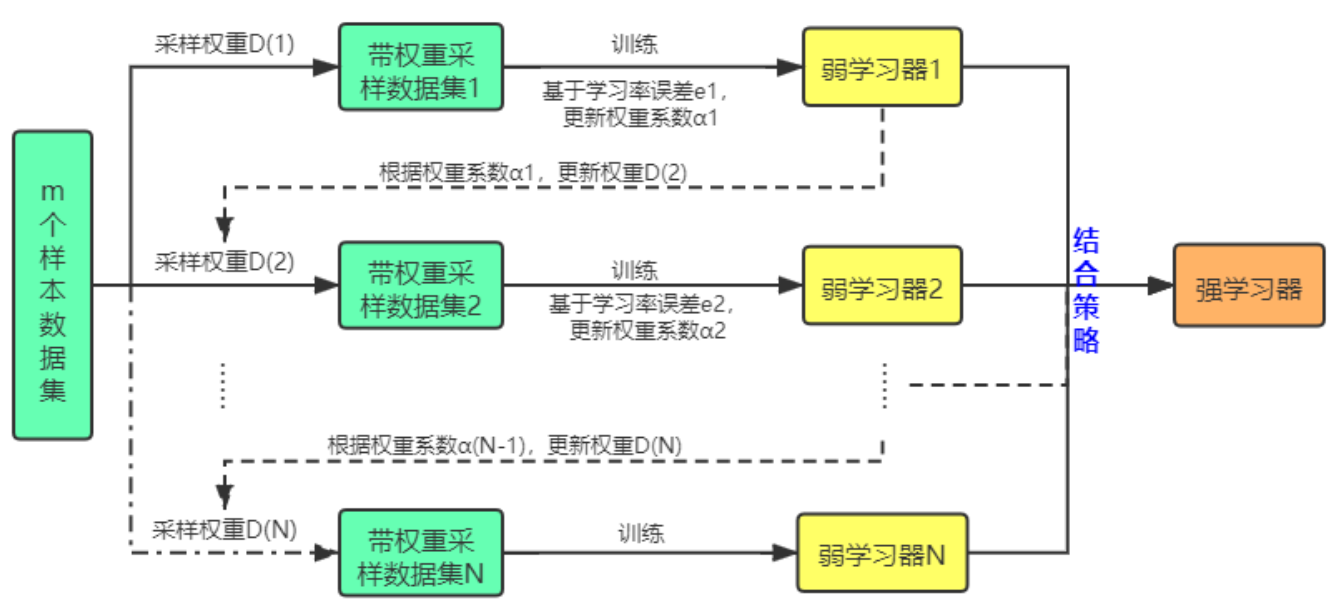 m
个
样
本
数
据
集
采样权重D(1)
带权重采
样数据集1
训练
基于学习率误差e1，
更新权重系数α1
弱学习器1
根据权重系数α1，更新权重D(2)
采样权重D(2)
带权重采
样数据集2
训练
基于学习率误差e2，
更新权重系数α2
弱学习器2
结
合
策
略
强学习器
根据权重系数α(N-1)，更新权重D(N)
采样权重D(N)
带权重采
样数据集N
训练
弱学习器N